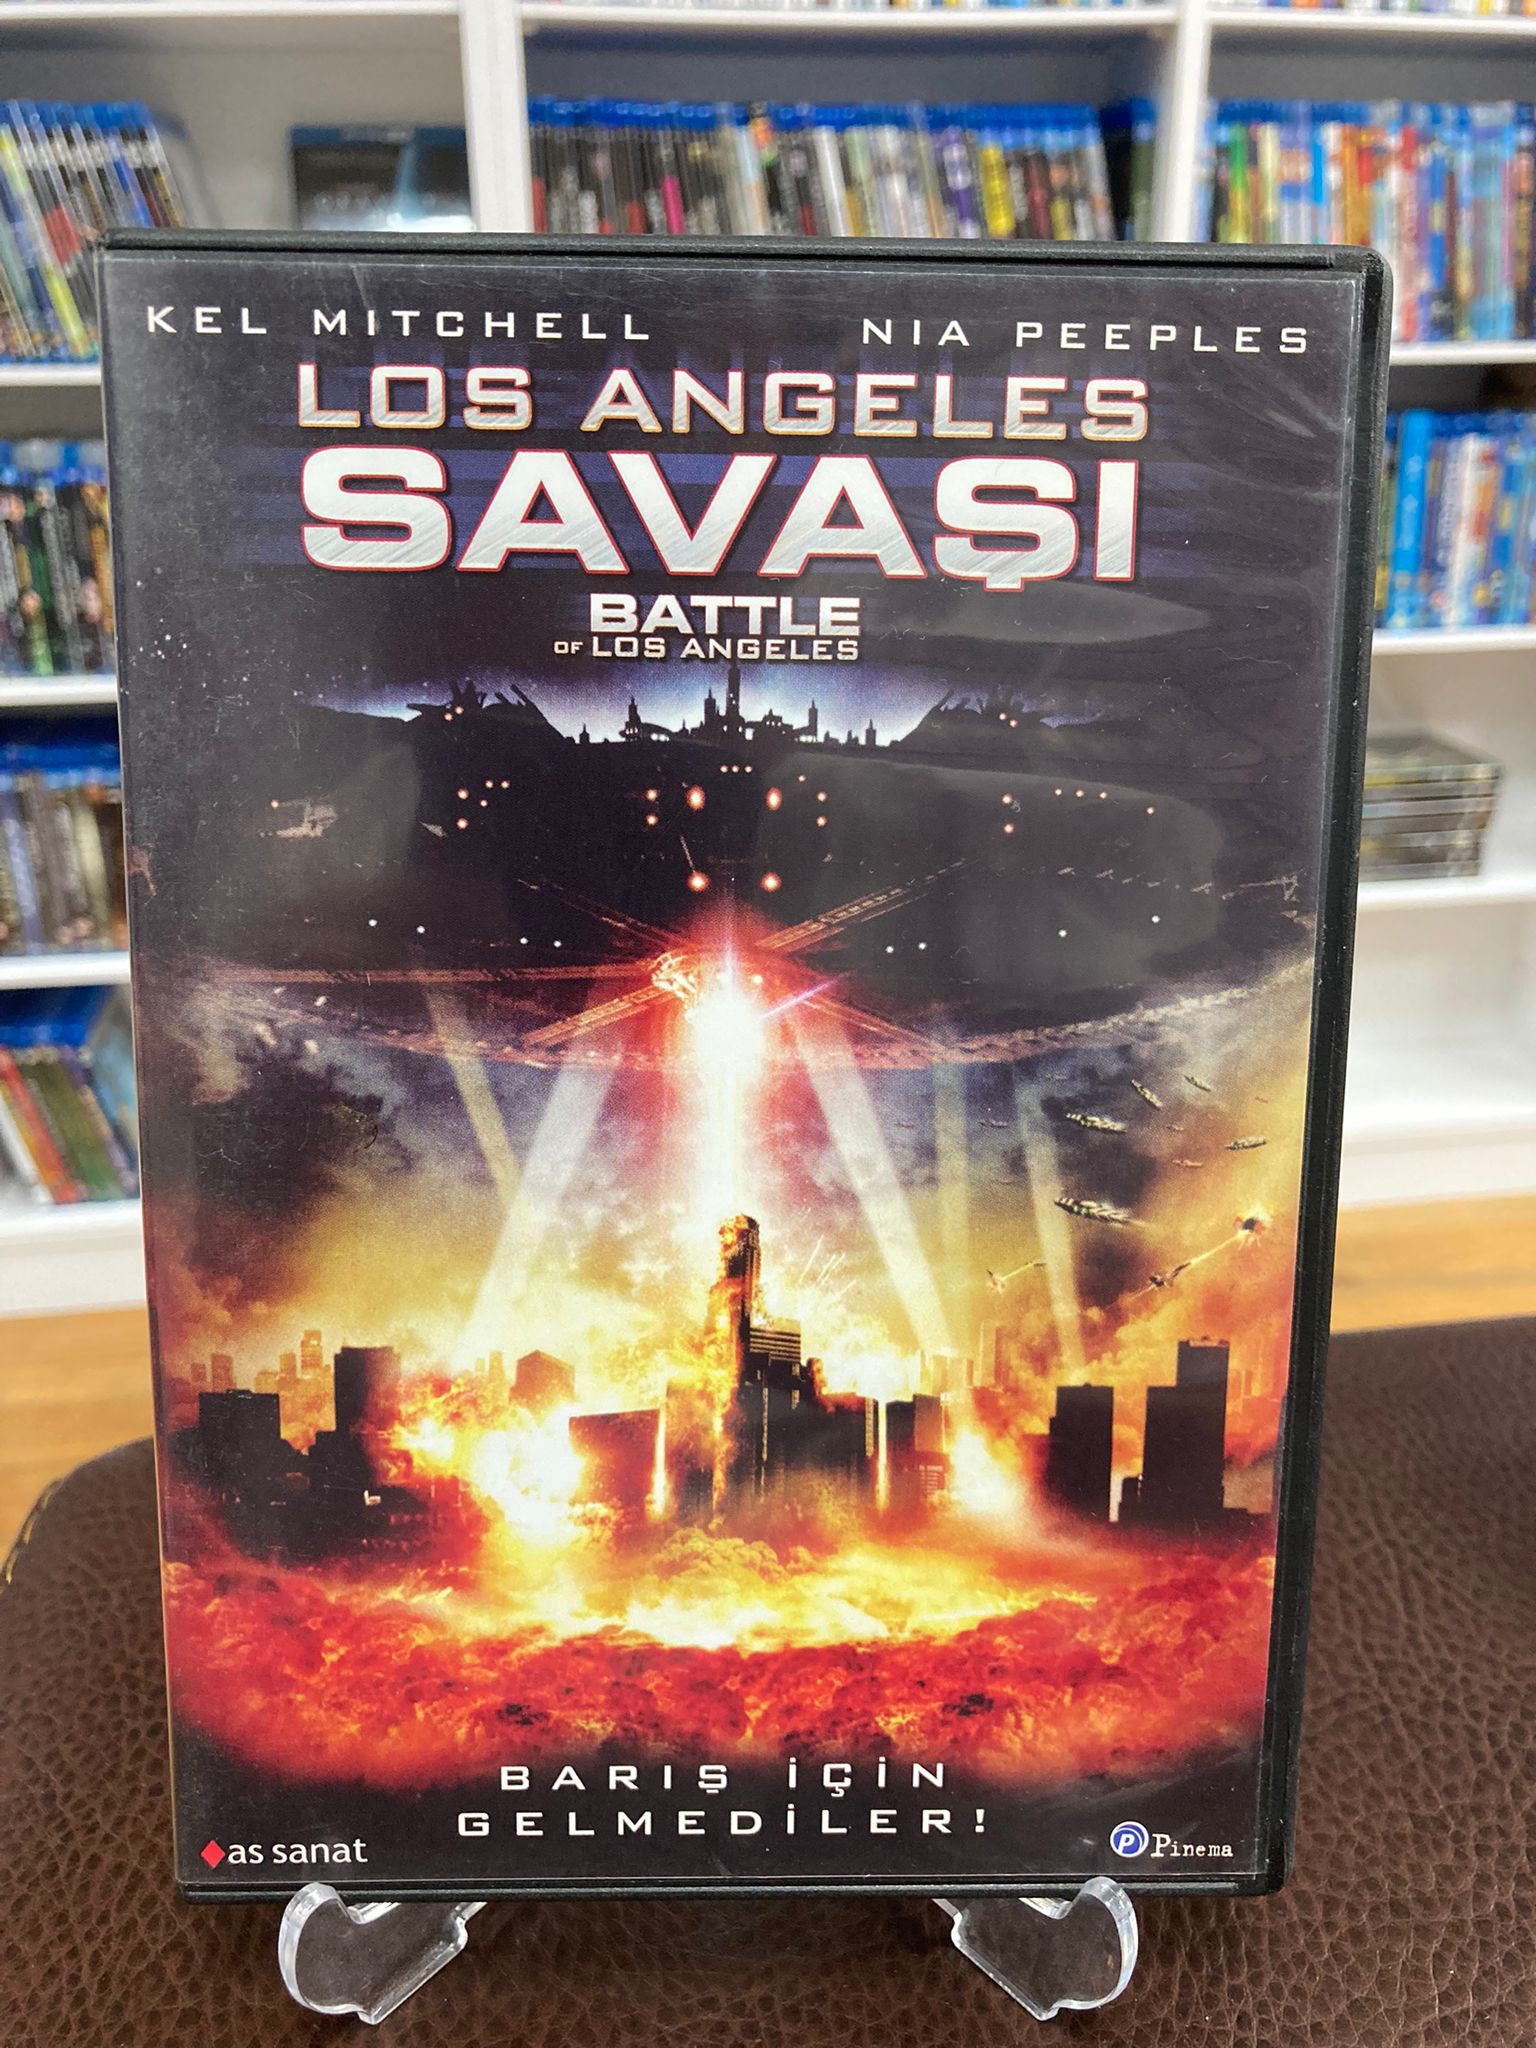 KEL MITCHELL NIA PEEPLES
LOS ANGELES
SAVAŞI
BATTLE
OF LOS ANGELES
BARIŞ İÇİN
GELMEDİLER!
as sanat
P Pinema